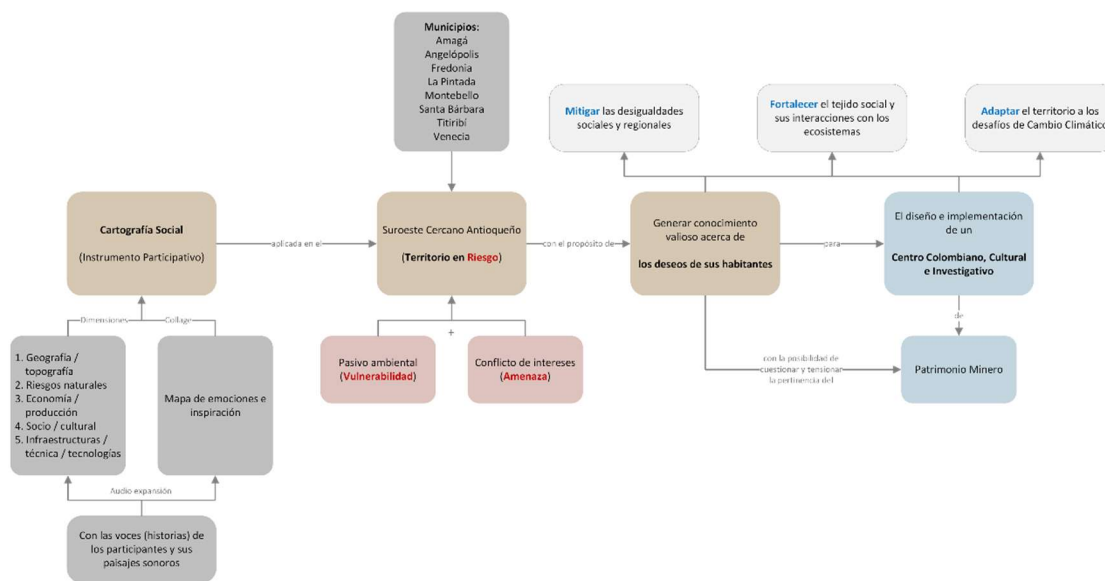 Municipios:
Amagá
Angelópolis
Fredonia
La Pintada
Montebello
Santa Bárbara
Titiribí
Venecia
Mitigar las desigualdades
sociales y regionales
Fortalecer el tejido social y
sus interacciones con los
ecosistemas
Adaptar el territorio a los
desafíos de Cambio Climático
Cartografía Social
(Instrumento Participativo)
aplicada en el
Suroeste Cercano Antioqueño
(Territorio en Riesgo)
con el propósito de
Generar conocimiento
valioso acerca de
los deseos de sus habitantes
para
El diseño e implementación
de un
Centro Colombiano, Cultural
e Investigativo
de
Patrimonio Minero
con la posibilidad de
cuestionar y tensionar
la pertinencia del
Dimensiones
Collage
1. Geografía /
topografía
2. Riesgos naturales
3. Economía /
producción
4. Socio / cultural
5. Infraestructuras /
técnica / tecnologías
Mapa de emociones e
inspiración
+
Pasivo ambiental
(Vulnerabilidad)
Conflicto de intereses
(Amenaza)
Audio expansión
Con las voces (historias) de
los participantes y sus
paisajes sonoros